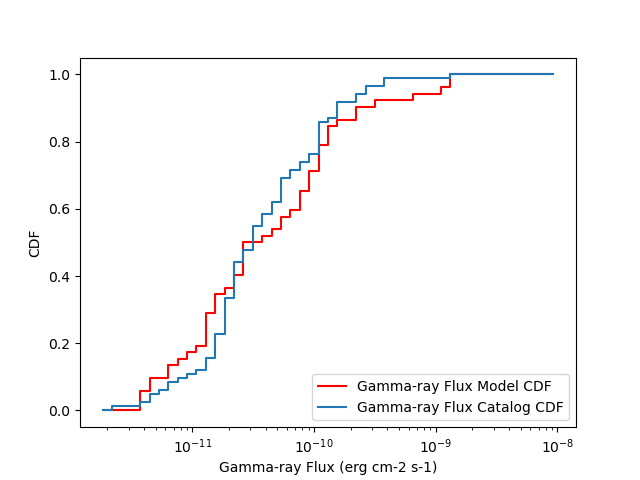 1.0
0.8
0.6
0.4
0.2
0.0
CDF
10⁻¹¹ 10⁻¹⁰ 10⁻⁹ 10⁻⁸
Gamma-ray Flux (erg cm-2 s-1)
Gamma-ray Flux Model CDF
Gamma-ray Flux Catalog CDF